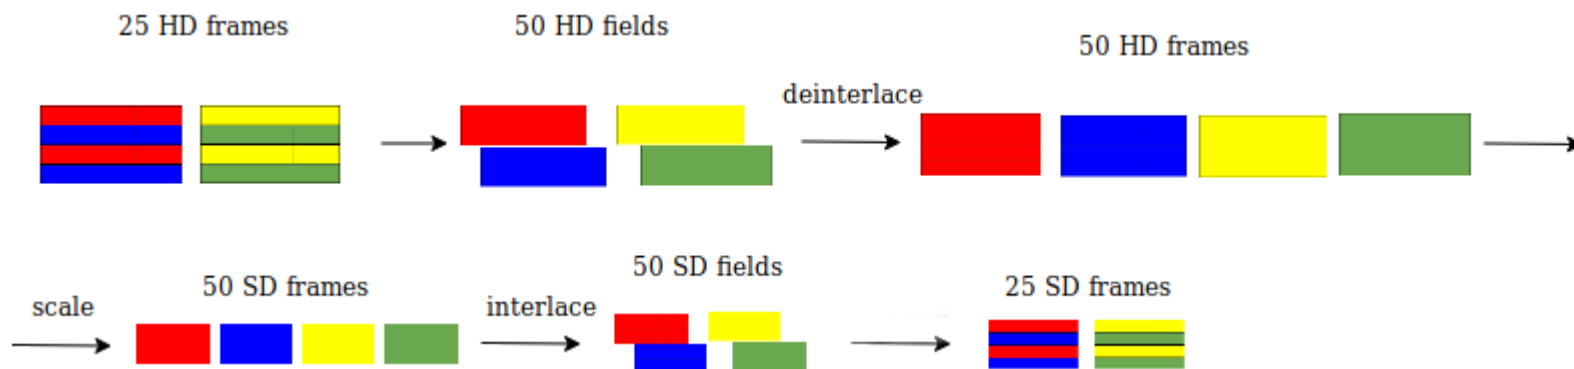 25 HD frames
50 HD fields
50 HD frames
deinterlace
scale
50 SD frames
interlace
50 SD fields
25 SD frames